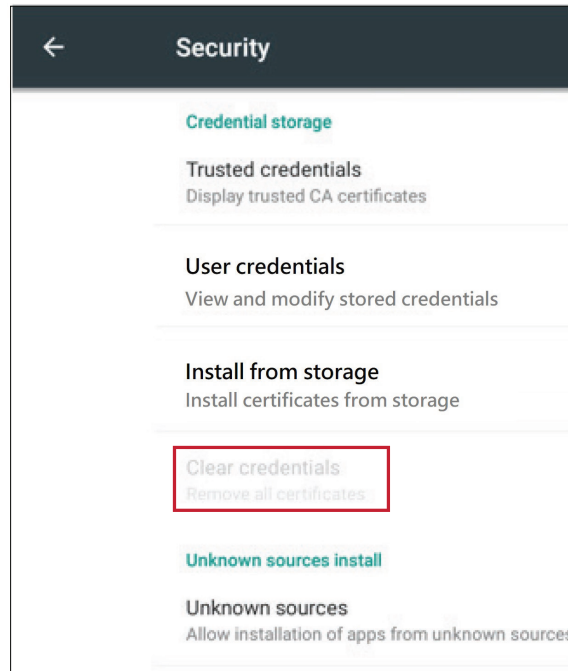 Security
Credential storage
Trusted credentials
Display trusted CA certificates
User credentials
View and modify stored credentials
Install from storage
Install certificates from storage
Clear credentials
Remove all certificates
Unknown sources install
Unknown sources
Allow installation of apps from unknown sources